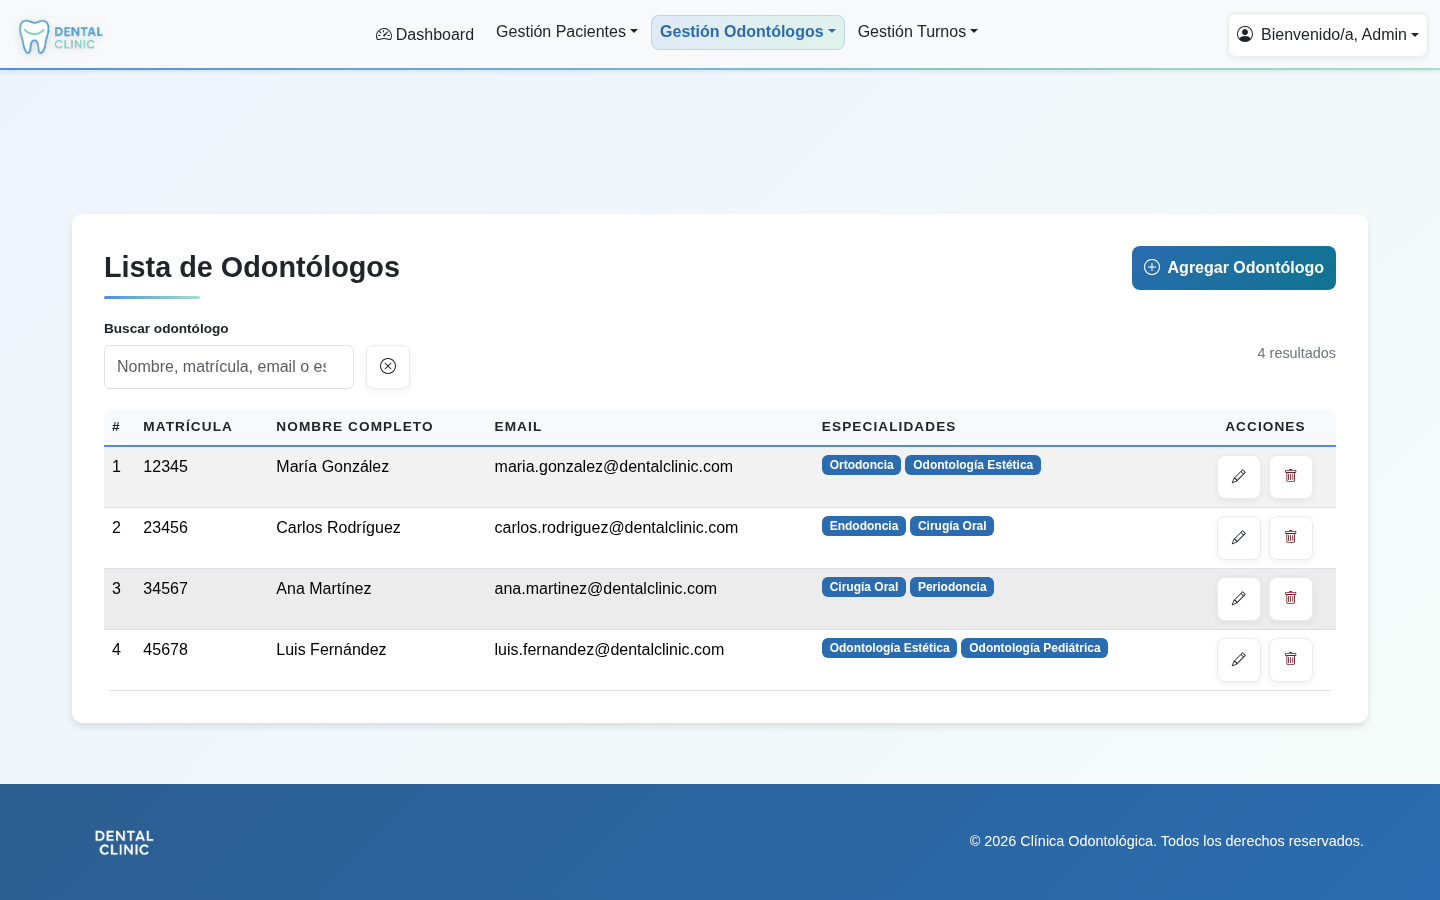 DENTAL
CLINIC
Dashboard
Gestión Pacientes
Gestión Odontólogos
Gestión Turnos
Bienvenido/a, Admin
Lista de Odontólogos
Agregar Odontólogo
Buscar odontólogo
Nombre, matrícula, email o es
4 resultados
# MATRÍCULA NOMBRE COMPLETO EMAIL ESPECIALIDADES ACCIONES
1 12345 María González maria.gonzalez@dentalclinic.com Ortodoncia Odontología Estética
2 23456 Carlos Rodríguez carlos.rodriguez@dentalclinic.com Endodoncia Cirugía Oral
3 34567 Ana Martínez ana.martinez@dentalclinic.com Cirugía Oral Periodoncia
4 45678 Luis Fernández luis.fernandez@dentalclinic.com Odontología Estética Odontología Pediátrica
DENTAL
CLINIC
© 2026 Clínica Odontológica. Todos los derechos reservados.